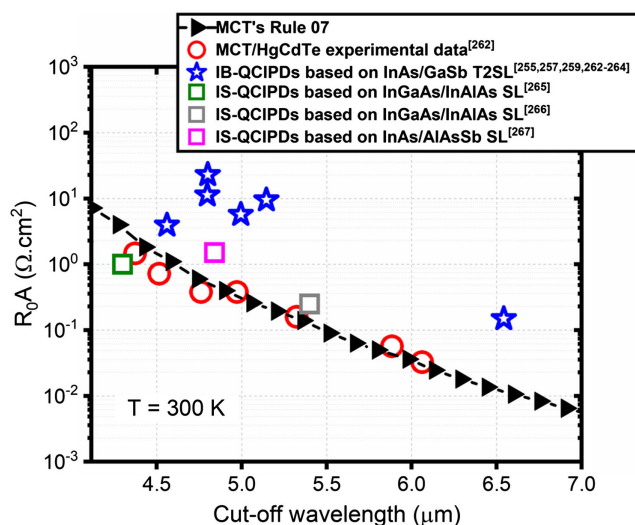 MCT's Rule 07
MCT/HgCdTe experimental data[262]
IB-QCIPDs based on InAs/GaSb T2SL[255,257,259,262-264]
IS-QCIPDs based on InGaAs/InAlAs SL[265]
IS-QCIPDs based on InGaAs/InAlAs SL[266]
IS-QCIPDs based on InAs/AlAsSb SL[267]
10³
10²
10¹
10⁰
10⁻¹
10⁻²
10⁻³
R₀A (Ω.cm²)
T = 300 K
4.5 5.0 5.5 6.0 6.5 7.0
Cut-off wavelength (μm)